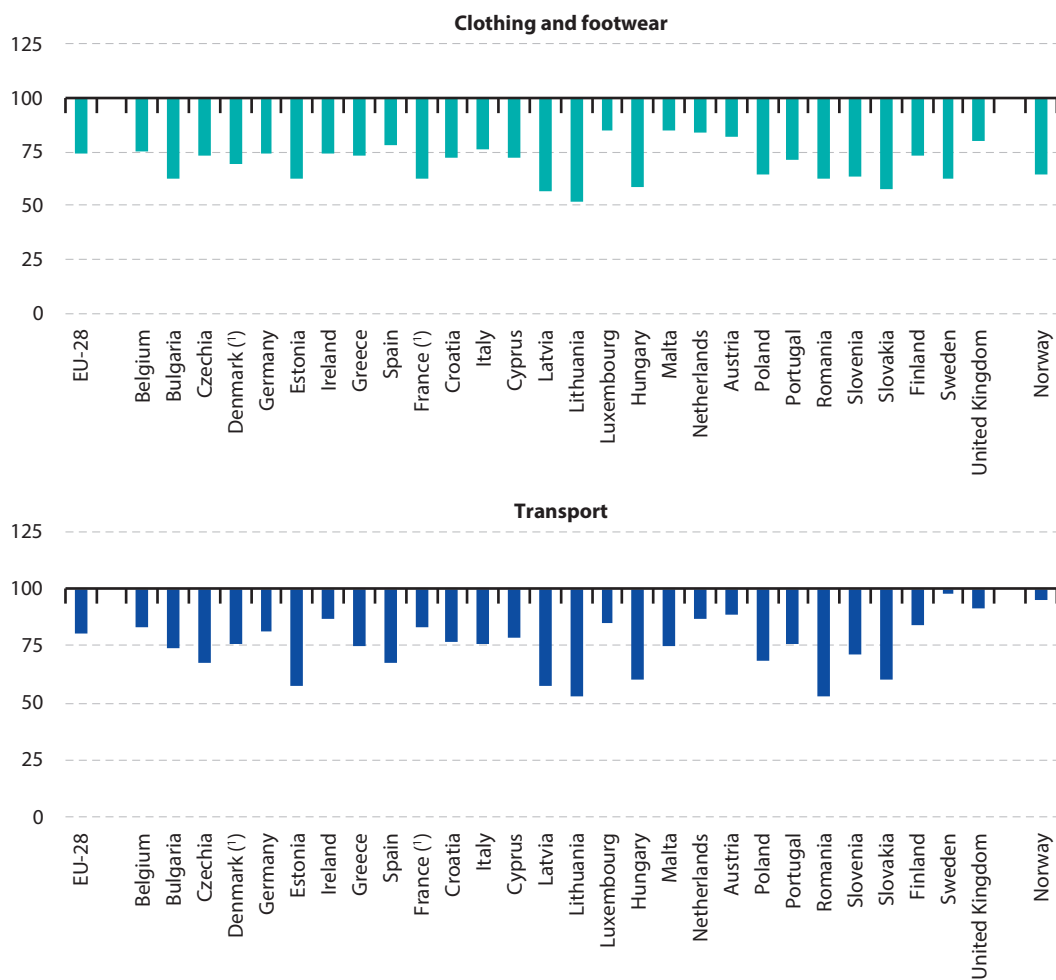 Clothing and footwear
125
100
75
50
25
0
EU-28
Belgium
Bulgaria
Czechia
Denmark (¹)
Germany
Estonia
Ireland
Greece
Spain
France (¹)
Croatia
Italy
Cyprus
Latvia
Lithuania
Luxembourg
Hungary
Malta
Netherlands
Austria
Poland
Portugal
Romania
Slovenia
Slovakia
Finland
Sweden
United Kingdom
Norway
Transport
125
100
75
50
25
0
EU-28
Belgium
Bulgaria
Czechia
Denmark (¹)
Germany
Estonia
Ireland
Greece
Spain
France (¹)
Croatia
Italy
Cyprus
Latvia
Lithuania
Luxembourg
Hungary
Malta
Netherlands
Austria
Poland
Portugal
Romania
Slovenia
Slovakia
Finland
Sweden
United Kingdom
Norway